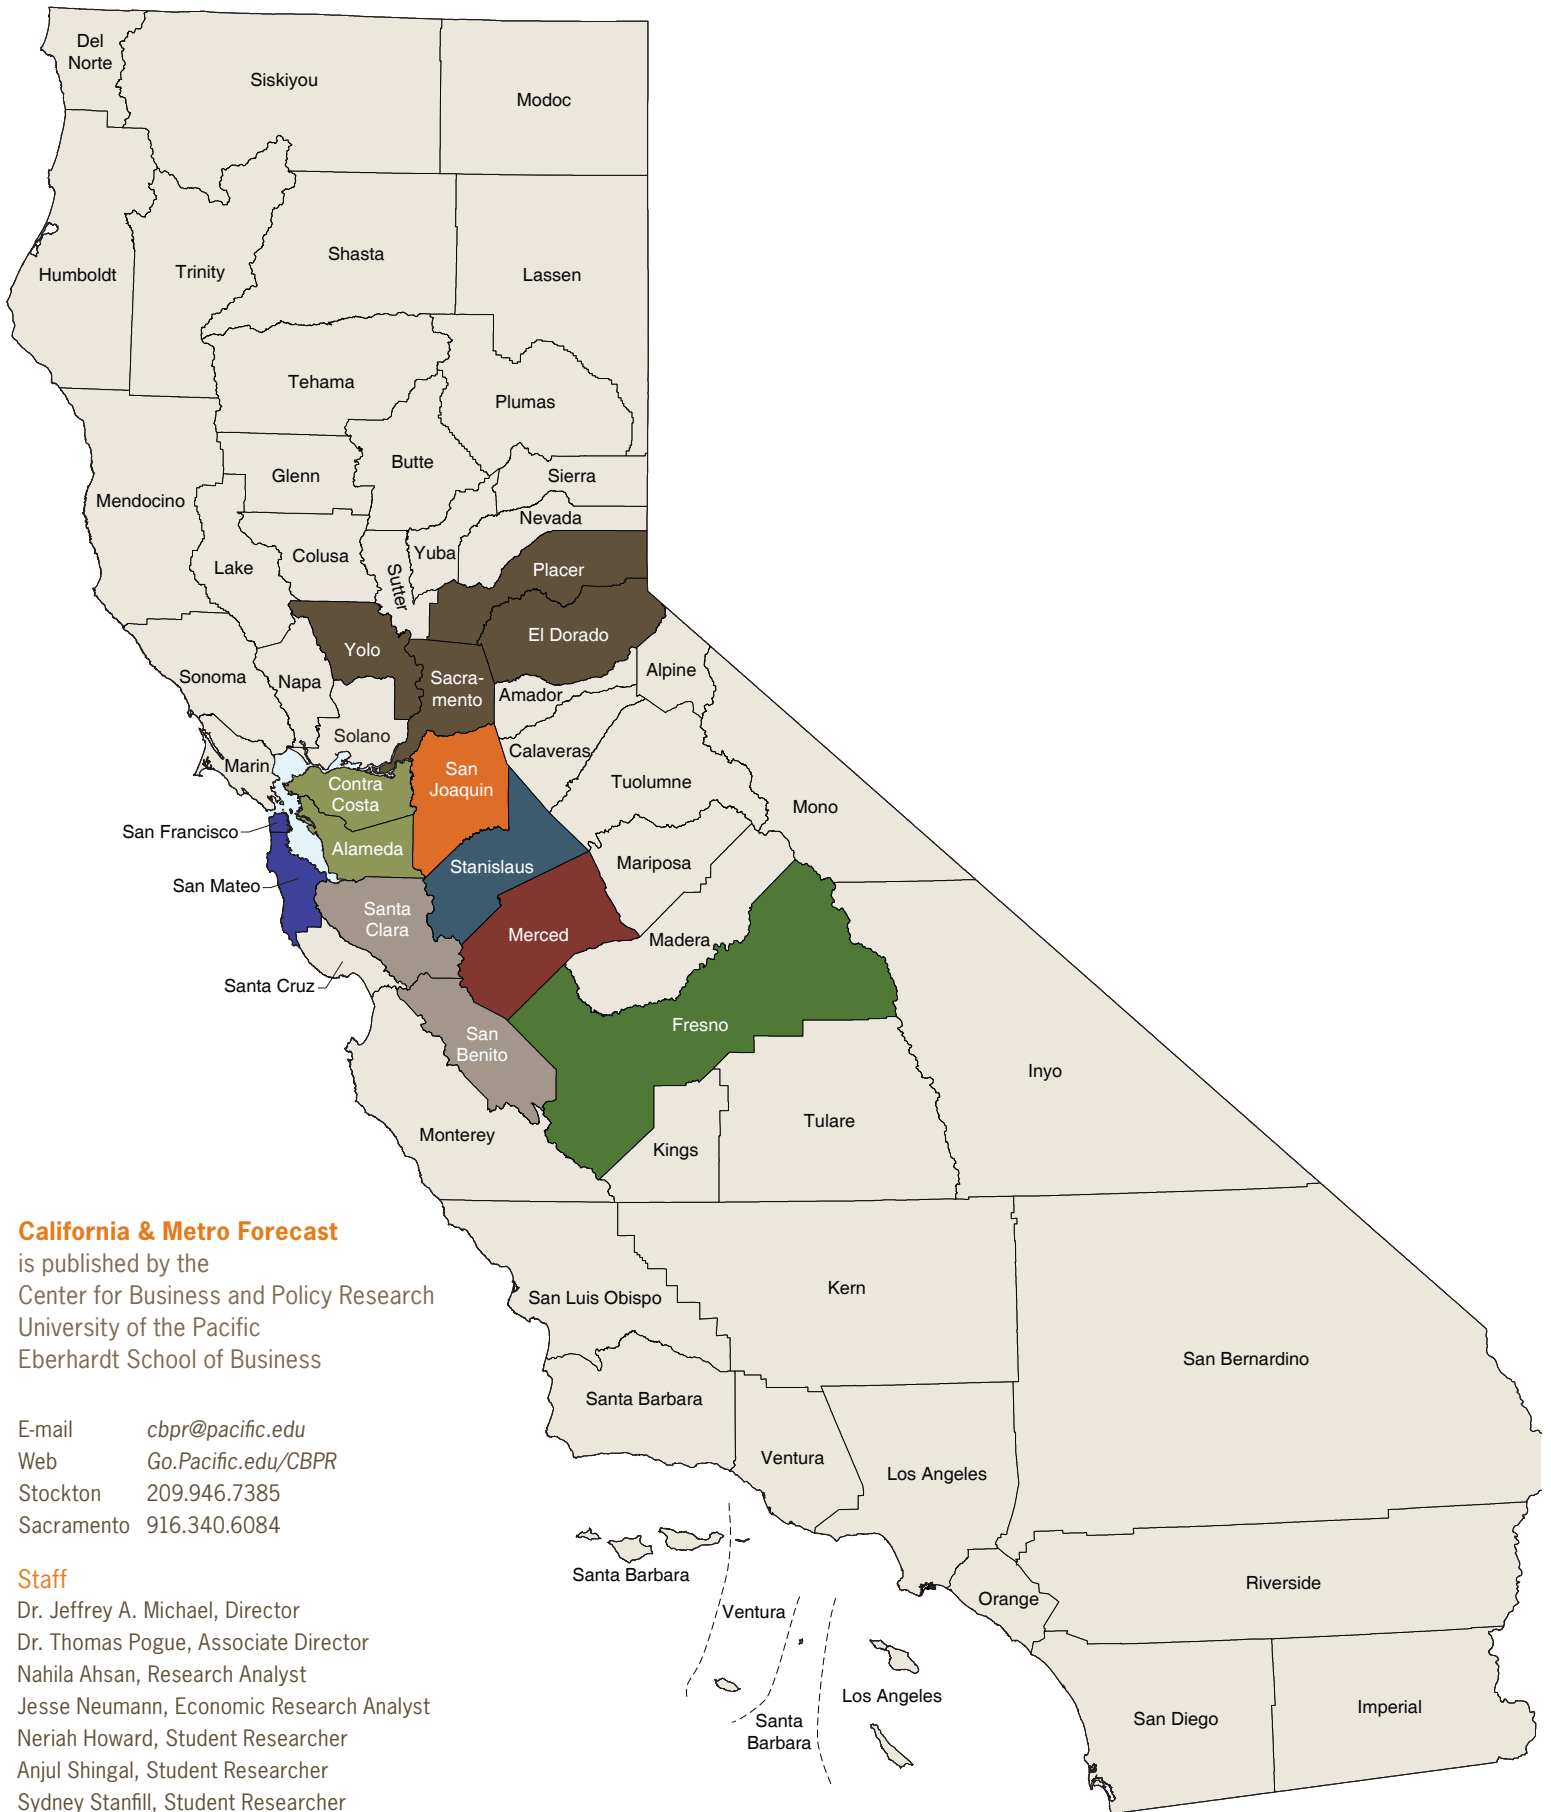 Del
Norte
Siskiyou
Modoc
Humboldt
Trinity
Shasta
Lassen
Tehama
Plumas
Butte
Glenn
Sierra
Mendocino
Nevada
Colusa
Yuba
Lake
Sutter
Placer
El Dorado
Yolo
Sonoma
Napa
Sacra-
mento
Alpine
Amador
Solano
Calaveras
Marin
San
Joaquin
Contra
Costa
Tuolumne
Mono
San Francisco
Alameda
Stanislaus
Mariposa
San Mateo
Santa
Clara
Merced
Madera
Santa Cruz
San
Benito
Fresno
Inyo
Monterey
Kings
Tulare
San Luis Obispo
Kern
San Bernardino
Santa Barbara
Ventura
Los Angeles
Santa Barbara
Ventura
Orange
Riverside
Los Angeles
Santa
Barbara
San Diego
Imperial
California & Metro Forecast
is published by the
Center for Business and Policy Research
University of the Pacific
Eberhardt School of Business
E-mail cbpr@pacific.edu
Web Go.Pacific.edu/CBPR
Stockton 209.946.7385
Sacramento 916.340.6084
Staff
Dr. Jeffrey A. Michael, Director
Dr. Thomas Pogue, Associate Director
Nahila Ahsan, Research Analyst
Jesse Neumann, Economic Research Analyst
Neriah Howard, Student Researcher
Anjul Shingal, Student Researcher
Sydney Stanfill, Student Researcher